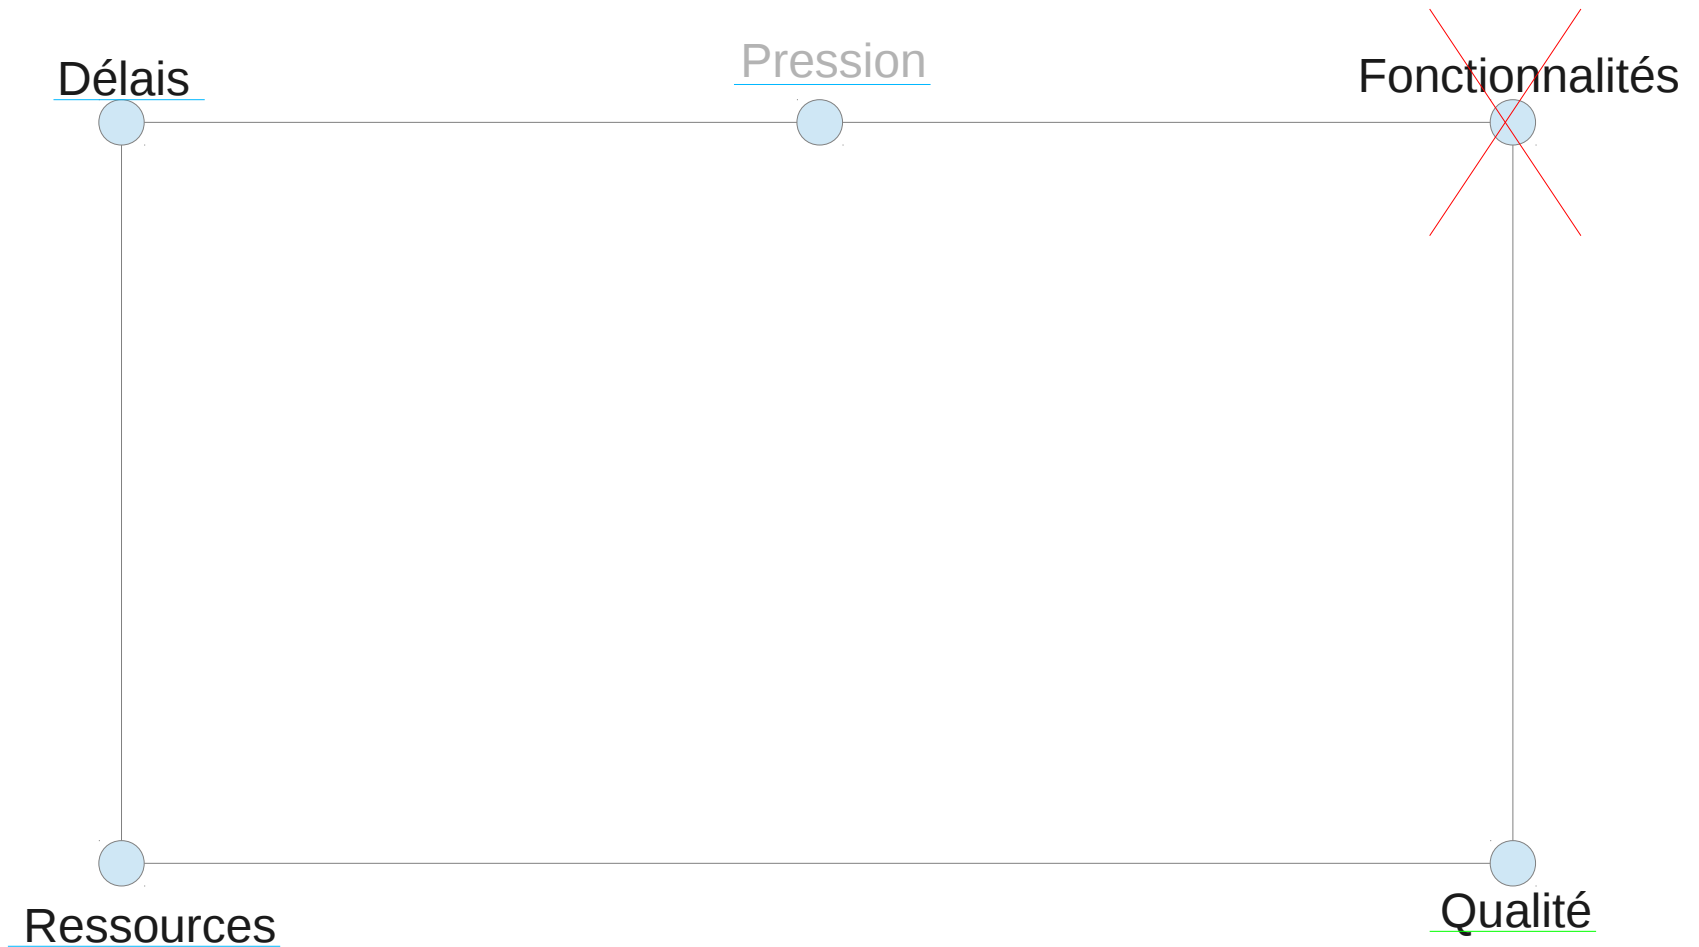 Délais
Pression
Fonctionnalités
Ressources
Qualité